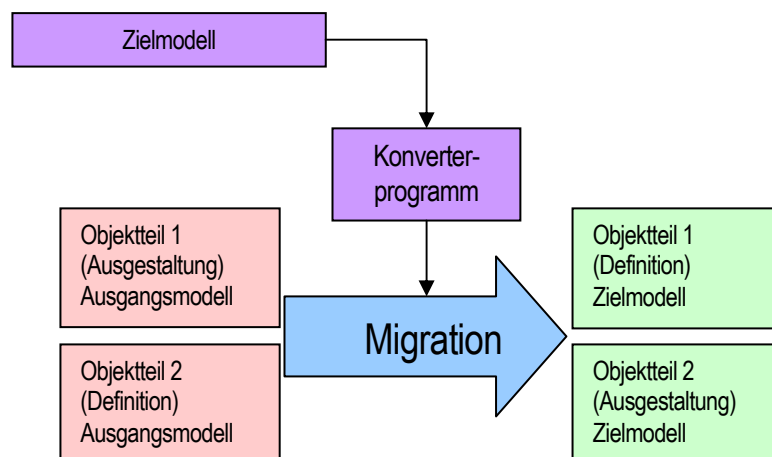 Zielmodell
Konverter-
programm
Objektteil 1
(Ausgestaltung)
Ausgangsmodell
Objektteil 2
(Definition)
Ausgangsmodell
Migration
Objektteil 1
(Definition)
Zielmodell
Objektteil 2
(Ausgestaltung)
Zielmodell